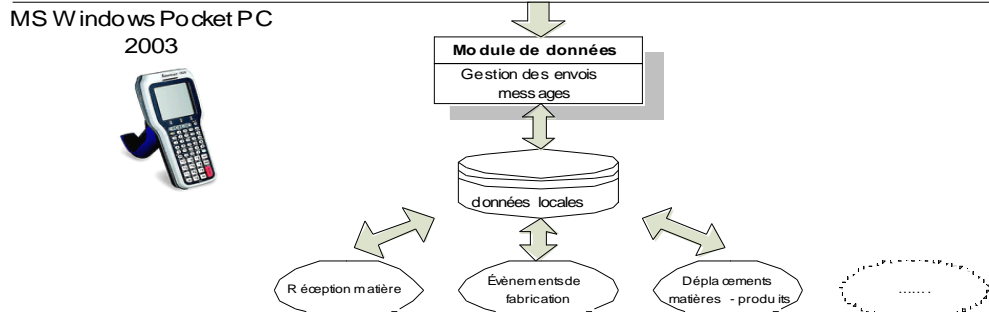 MS Windows Pocket PC
2003
Module de données
Gestion des envois
messages
données locales
Réception matière
Évènements de
fabrication
Déplacements
matières - produits
.......